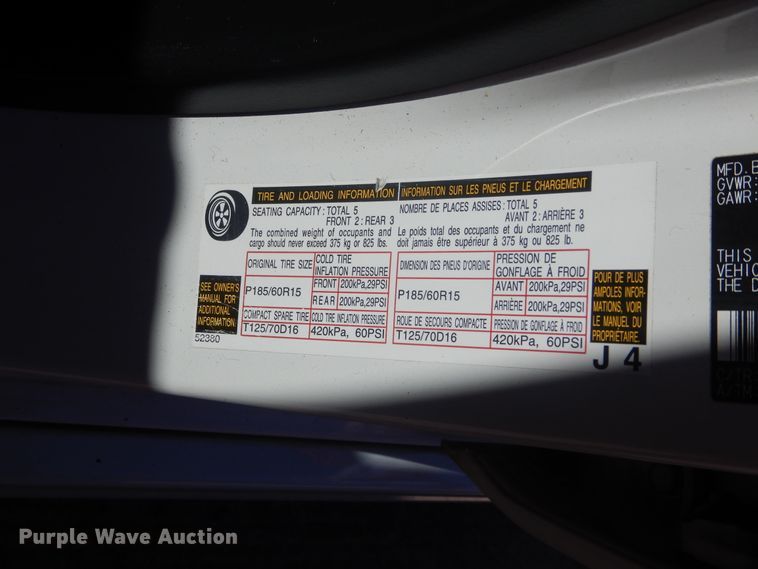 TIRE AND LOADING INFORMATION
SEATING CAPACITY: TOTAL 5
FRONT 2: REAR 3
The combined weight of occupants and
cargo should never exceed 375 kg or 825 lbs.
INFORMATION SUR LES PNEUS ET LE CHARGEMENT
NOMBRE DE PLACES ASSISES: TOTAL 5
AVANT 2: ARRIÈRE 3
Le poids total des occupants et du chargement ne
doit jamais être supérieur à 375 kg ou 825 lb.
SEE OWNER'S
MANUAL FOR
ADDITIONAL
INFORMATION
ORIGINAL TIRE SIZE COLD TIRE
INFLATION PRESSURE
P185/60R15 FRONT 200kPa,29PSI
REAR 200kPa,29PSI
COMPACT SPARE TIRE COLD TIRE INFLATION PRESSURE
T125/70D16 420kPa, 60PSI
DIMENSION DES PNEUS D'ORIGINE PRESSION DE
GONFLAGE À FROID
P185/60R15 AVANT 200kPa,29PSI
ARRIÈRE 200kPa,29PSI
ROUE DE SECOURS COMPACTE PRESSION DE GONFLAGE À FROID
T125/70D16 420kPa, 60PSI
POUR DE PLUS
AMPLES INFOR-
MATIONS, VOIR
LE MANUEL DU
PROPRIÉTAIRE.
52380
J 4
MFD.
GVWR:
GAWR:
THIS
VEHIC
THE D
C/TR
A/TM
Purple Wave Auction